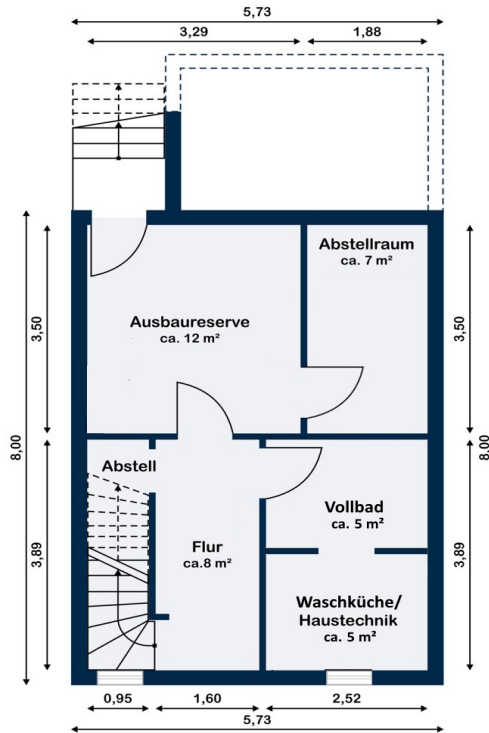 5,73
3,29
1,88
Abstellraum
ca. 7 m²
Ausbaureserve
ca. 12 m²
3,50
3,50
8,00
8,00
Abstell
Vollbad
ca. 5 m²
Flur
ca.8 m²
3,89
3,89
Waschküche/
Haustechnik
ca. 5 m²
0,95
1,60
2,52
5,73